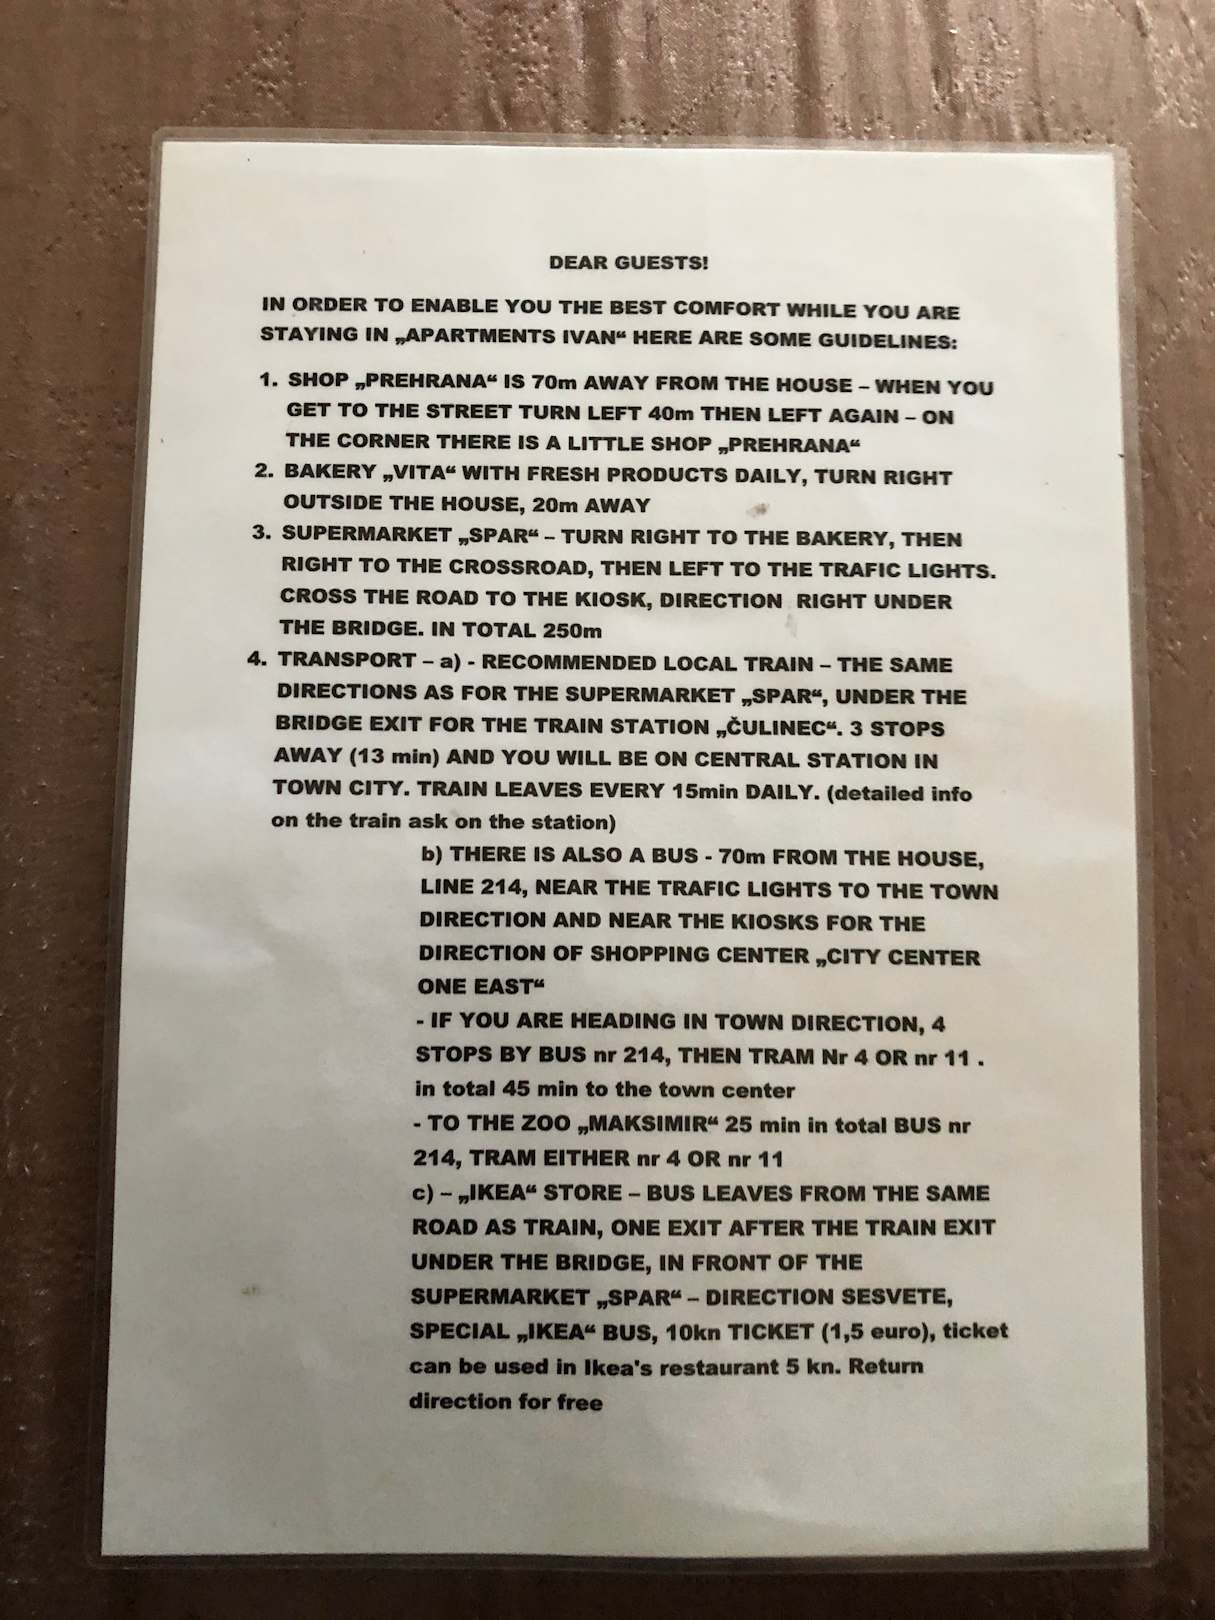 DEAR GUESTS!
IN ORDER TO ENABLE YOU THE BEST COMFORT WHILE YOU ARE
STAYING IN „APARTMENTS IVAN“ HERE ARE SOME GUIDELINES:
1. SHOP „PREHRANA“ IS 70m AWAY FROM THE HOUSE – WHEN YOU
GET TO THE STREET TURN LEFT 40m THEN LEFT AGAIN – ON
THE CORNER THERE IS A LITTLE SHOP „PREHRANA“
2. BAKERY „VITA“ WITH FRESH PRODUCTS DAILY, TURN RIGHT
OUTSIDE THE HOUSE, 20m AWAY
3. SUPERMARKET „SPAR“ – TURN RIGHT TO THE BAKERY, THEN
RIGHT TO THE CROSSROAD, THEN LEFT TO THE TRAFIC LIGHTS.
CROSS THE ROAD TO THE KIOSK, DIRECTION RIGHT UNDER
THE BRIDGE. IN TOTAL 250m
4. TRANSPORT – a) - RECOMMENDED LOCAL TRAIN – THE SAME
DIRECTIONS AS FOR THE SUPERMARKET „SPAR“, UNDER THE
BRIDGE EXIT FOR THE TRAIN STATION „ČULINEC“. 3 STOPS
AWAY (13 min) AND YOU WILL BE ON CENTRAL STATION IN
TOWN CITY. TRAIN LEAVES EVERY 15min DAILY. (detailed info
on the train ask on the station)
b) THERE IS ALSO A BUS - 70m FROM THE HOUSE,
LINE 214, NEAR THE TRAFIC LIGHTS TO THE TOWN
DIRECTION AND NEAR THE KIOSKS FOR THE
DIRECTION OF SHOPPING CENTER „CITY CENTER
ONE EAST“
- IF YOU ARE HEADING IN TOWN DIRECTION, 4
STOPS BY BUS nr 214, THEN TRAM Nr 4 OR nr 11 .
in total 45 min to the town center
- TO THE ZOO „MAKSIMIR“ 25 min in total BUS nr
214, TRAM EITHER nr 4 OR nr 11
c) – „IKEA“ STORE – BUS LEAVES FROM THE SAME
ROAD AS TRAIN, ONE EXIT AFTER THE TRAIN EXIT
UNDER THE BRIDGE, IN FRONT OF THE
SUPERMARKET „SPAR“ – DIRECTION SESVETE,
SPECIAL „IKEA“ BUS, 10kn TICKET (1,5 euro), ticket
can be used in Ikea's restaurant 5 kn. Return
direction for free